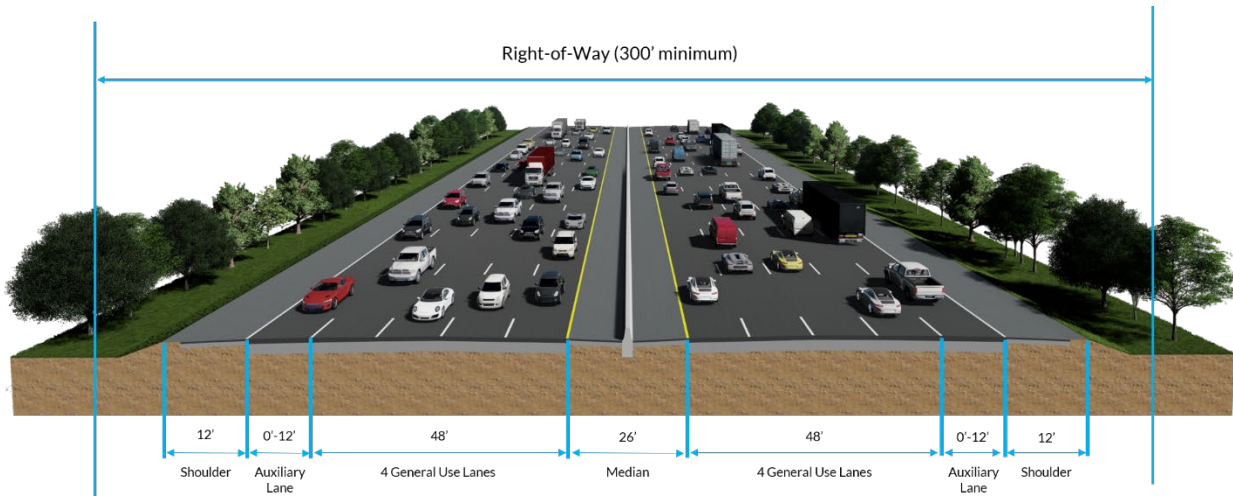 Right-of-Way (300' minimum)
12'
0'-12'
48'
26'
48'
0'-12'
12'
Shoulder
Auxiliary
Lane
4 General Use Lanes
Median
4 General Use Lanes
Auxiliary
Lane
Shoulder